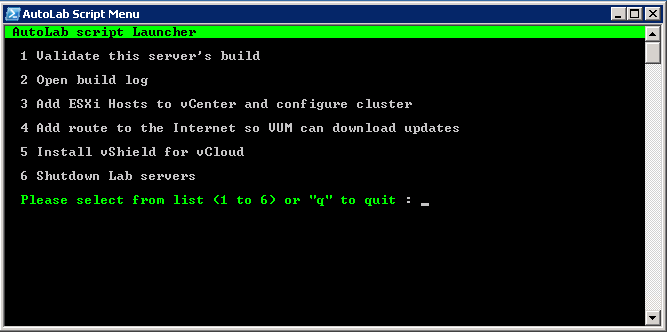 AutoLab Script Menu
AutoLab script Launcher
1 Validate this server's build
2 Open build log
3 Add ESXi Hosts to vCenter and configure cluster
4 Add route to the Internet so VUM can download updates
5 Install vShield for vCloud
6 Shutdown Lab servers
Please select from list (1 to 6) or "q" to quit : _